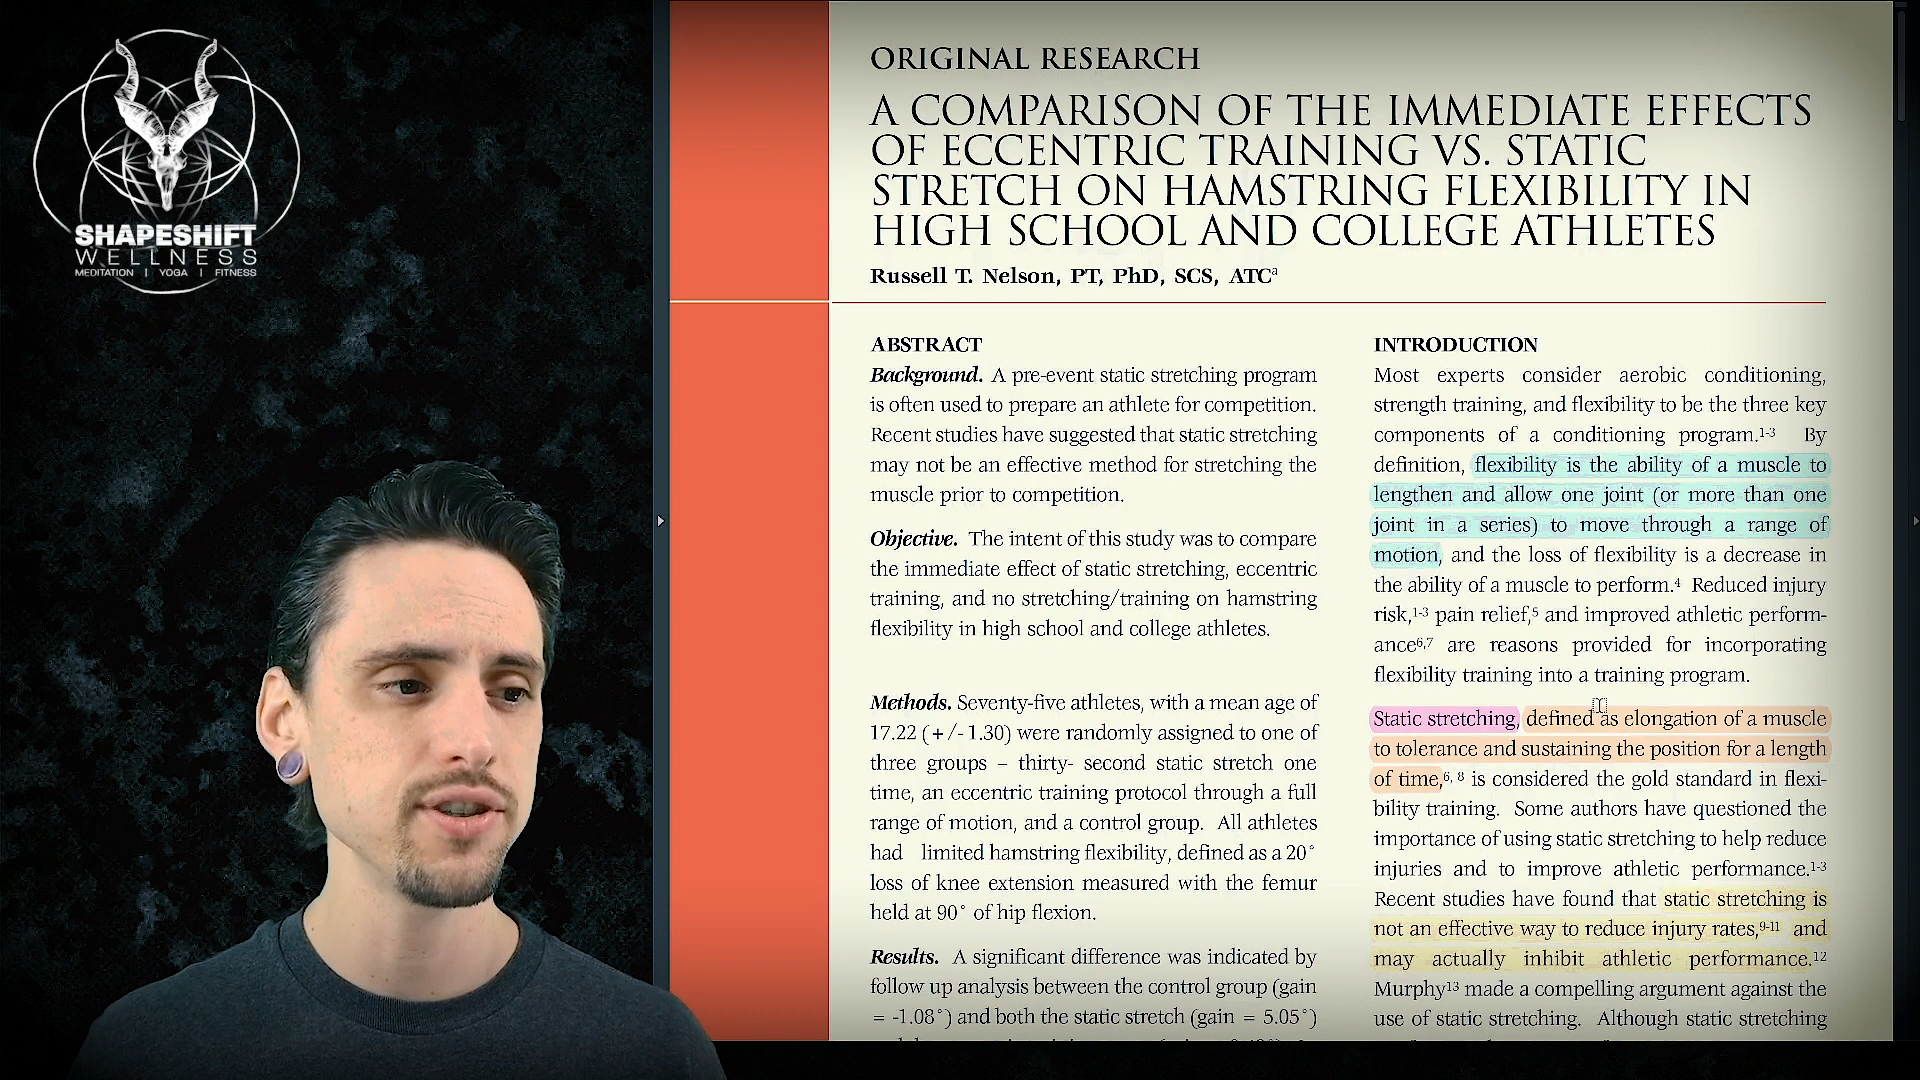 SHAPESHIFT
WELLNESS
MEDITATION | YOGA | FITNESS
ORIGINAL RESEARCH
A COMPARISON OF THE IMMEDIATE EFFECTS
OF ECCENTRIC TRAINING VS. STATIC
STRETCH ON HAMSTRING FLEXIBILITY IN
HIGH SCHOOL AND COLLEGE ATHLETES
Russell T. Nelson, PT, PhD, SCS, ATCᵃ
ABSTRACT
Background. A pre-event static stretching program
is often used to prepare an athlete for competition.
Recent studies have suggested that static stretching
may not be an effective method for stretching the
muscle prior to competition.
Objective. The intent of this study was to compare
the immediate effect of static stretching, eccentric
training, and no stretching/training on hamstring
flexibility in high school and college athletes.
Methods. Seventy-five athletes, with a mean age of
17.22 (+/- 1.30) were randomly assigned to one of
three groups – thirty- second static stretch one
time, an eccentric training protocol through a full
range of motion, and a control group. All athletes
had limited hamstring flexibility, defined as a 20°
loss of knee extension measured with the femur
held at 90° of hip flexion.
Results. A significant difference was indicated by
follow up analysis between the control group (gain
= -1.08°) and both the static stretch (gain = 5.05°)
INTRODUCTION
Most experts consider aerobic conditioning,
strength training, and flexibility to be the three key
components of a conditioning program.¹⁻³ By
definition, flexibility is the ability of a muscle to
lengthen and allow one joint (or more than one
joint in a series) to move through a range of
motion, and the loss of flexibility is a decrease in
the ability of a muscle to perform.⁴ Reduced injury
risk,¹⁻³ pain relief,⁵ and improved athletic perform-
ance⁶,⁷ are reasons provided for incorporating
flexibility training into a training program.
Static stretching, defined as elongation of a muscle
to tolerance and sustaining the position for a length
of time,⁶, ⁸ is considered the gold standard in flexi-
bility training. Some authors have questioned the
importance of using static stretching to help reduce
injuries and to improve athletic performance.¹⁻³
Recent studies have found that static stretching is
not an effective way to reduce injury rates,⁹⁻¹¹ and
may actually inhibit athletic performance.¹²
Murphy¹³ made a compelling argument against the
use of static stretching. Although static stretching